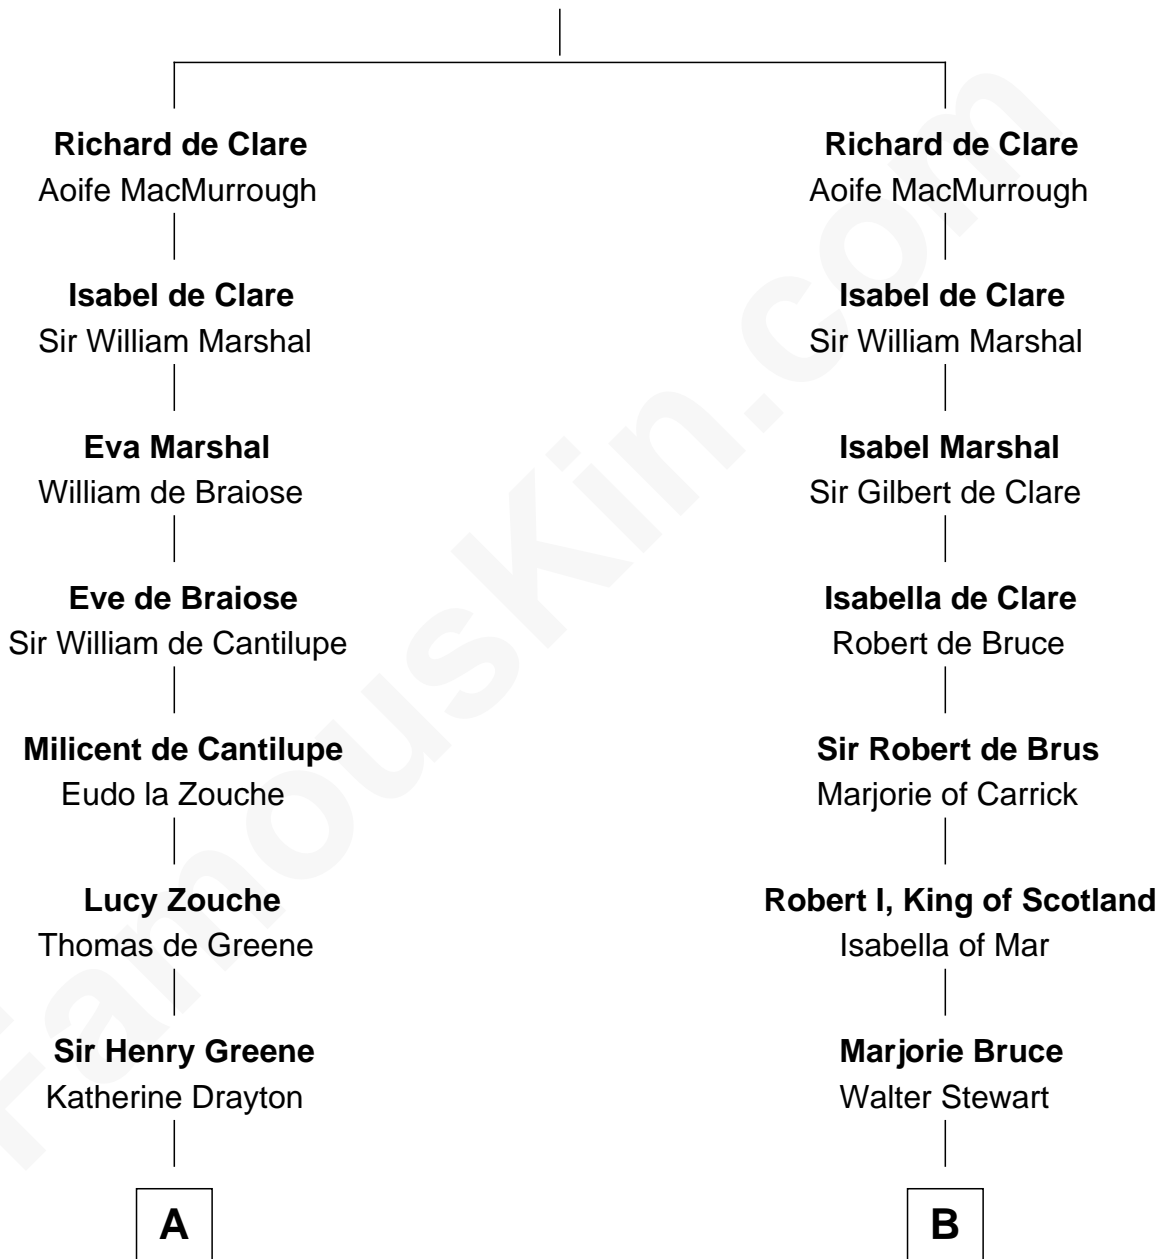 Richard de Clare
Aoife MacMurrough
Isabel de Clare
Sir William Marshal
Eva Marshal
William de Braiose
Eve de Braiose
Sir William de Cantilupe
Milicent de Cantilupe
Eudo la Zouche
Lucy Zouche
Thomas de Greene
Sir Henry Greene
Katherine Drayton
A
Richard de Clare
Aoife MacMurrough
Isabel de Clare
Sir William Marshal
Isabel Marshal
Sir Gilbert de Clare
Isabella de Clare
Robert de Bruce
Sir Robert de Brus
Marjorie of Carrick
Robert I, King of Scotland
Isabella of Mar
Marjorie Bruce
Walter Stewart
B
FamousKin.com